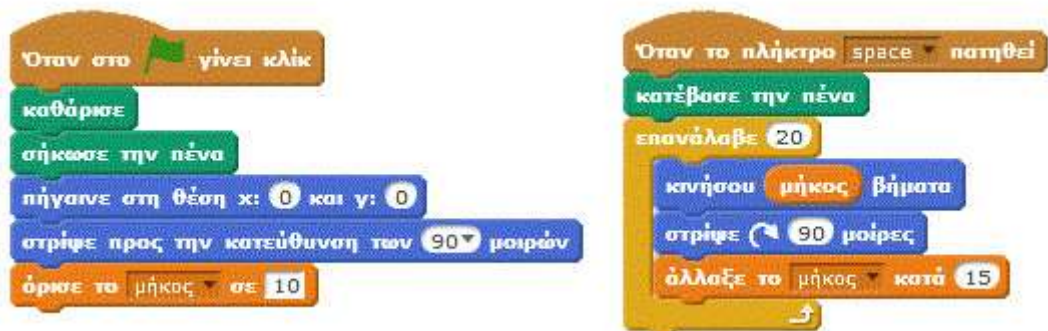 Όταν στο γίνει κλίκ
καθάρισε
σήκωσε την πένα
πήγαινε στη θέση x: 0 και y: 0
στρίψε προς την κατεύθυνση των 90 μοιρών
όρισε το μήκος σε 10
Όταν το πλήκτρο space πατηθεί
κατέβασε την πένα
επανάλαβε 20
κινήσου μήκος βήματα
στρίψε 90 μοίρες
άλλαξε το μήκος κατά 15